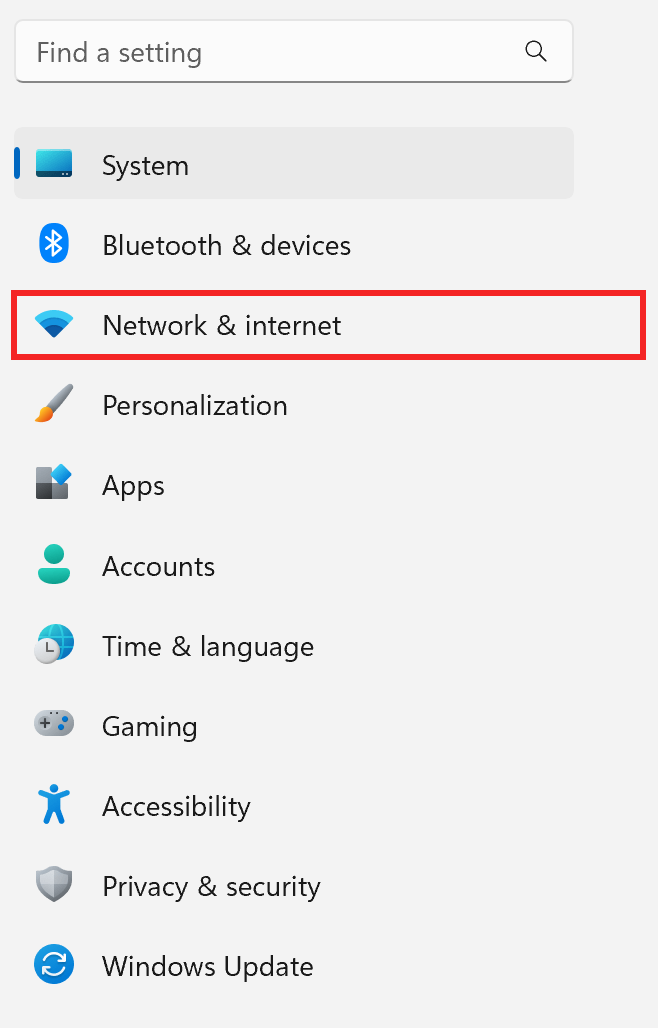 Find a setting
System
Bluetooth & devices
Network & internet
Personalization
Apps
Accounts
Time & language
Gaming
Accessibility
Privacy & security
Windows Update